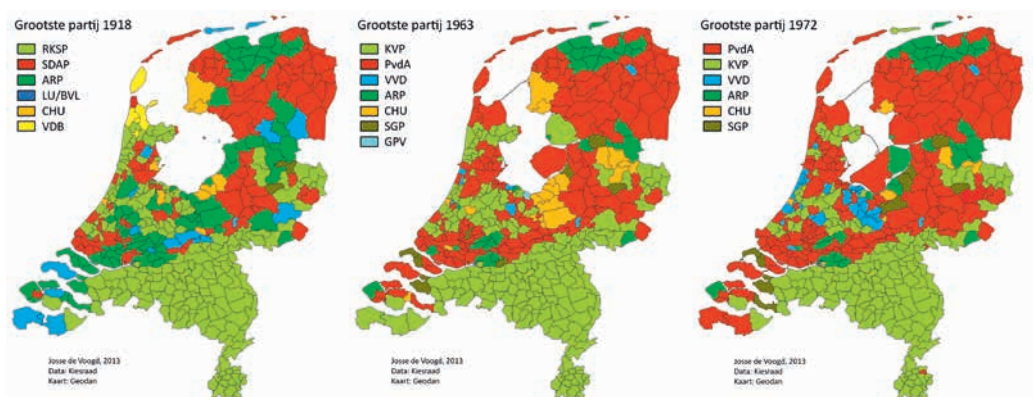 Grootste partij 1918
RKSP
SDAP
ARP
LU/BVL
CHU
VDB
Josse de Voogd, 2013
Data: Kiesraad
Kaart: Geodan
Grootste partij 1963
KVP
PvdA
VVD
ARP
CHU
SGP
GPV
Josse de Voogd, 2013
Data: Kiesraad
Kaart: Geodan
Grootste partij 1972
PvdA
KVP
VVD
ARP
CHU
SGP
Josse de Voogd, 2013
Data: Kiesraad
Kaart: Geodan